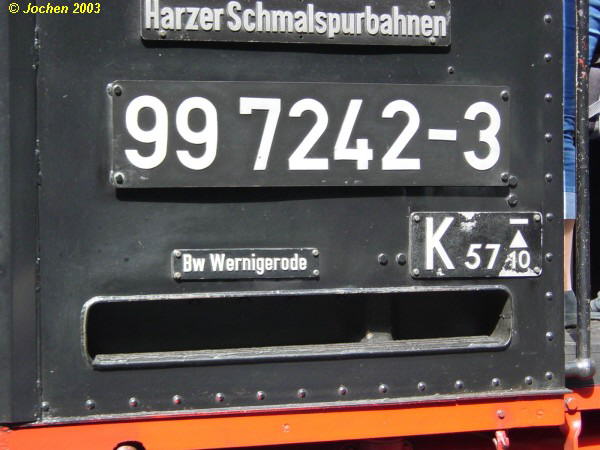 © Jochen 2003
Harzer Schmalspurbahnen
99 7242-3
K 57 10
Bw Wernigerode